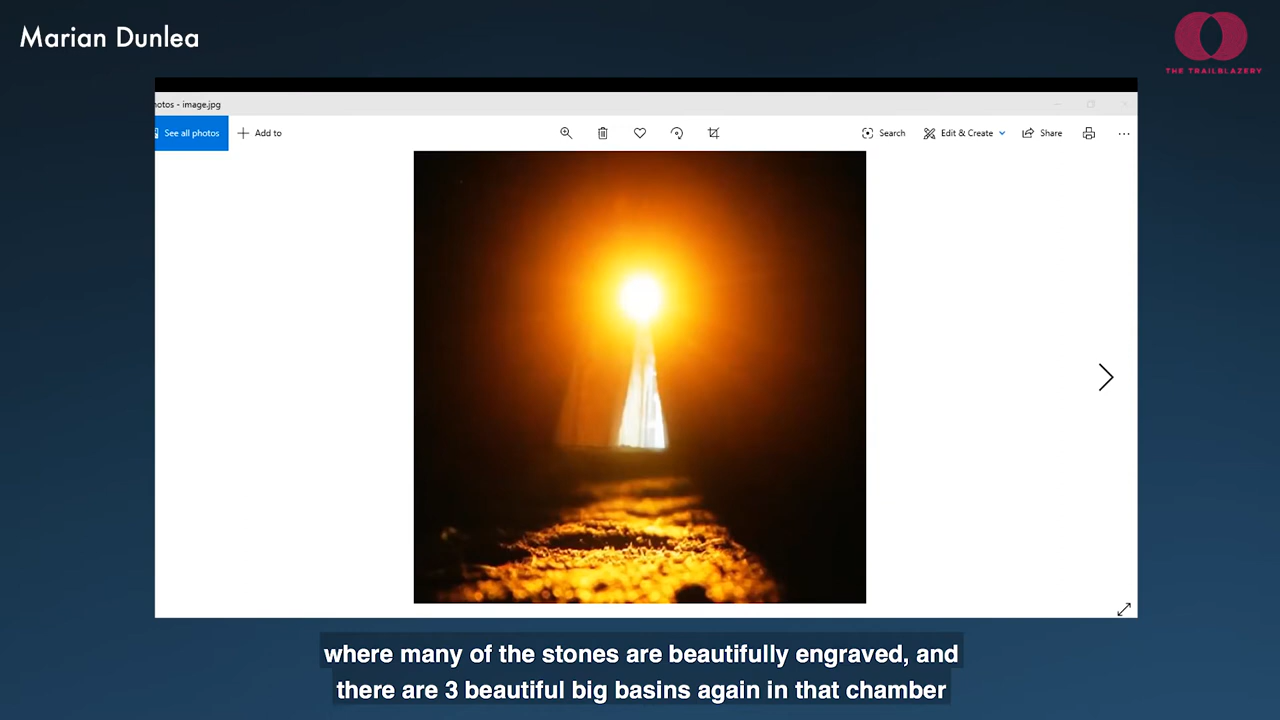 Marian Dunlea
THE TRAILBLAZERY
hotos - image.jpg
See all photos
Add to
Search
Edit & Create
Share
where many of the stones are beautifully engraved, and
there are 3 beautiful big basins again in that chamber